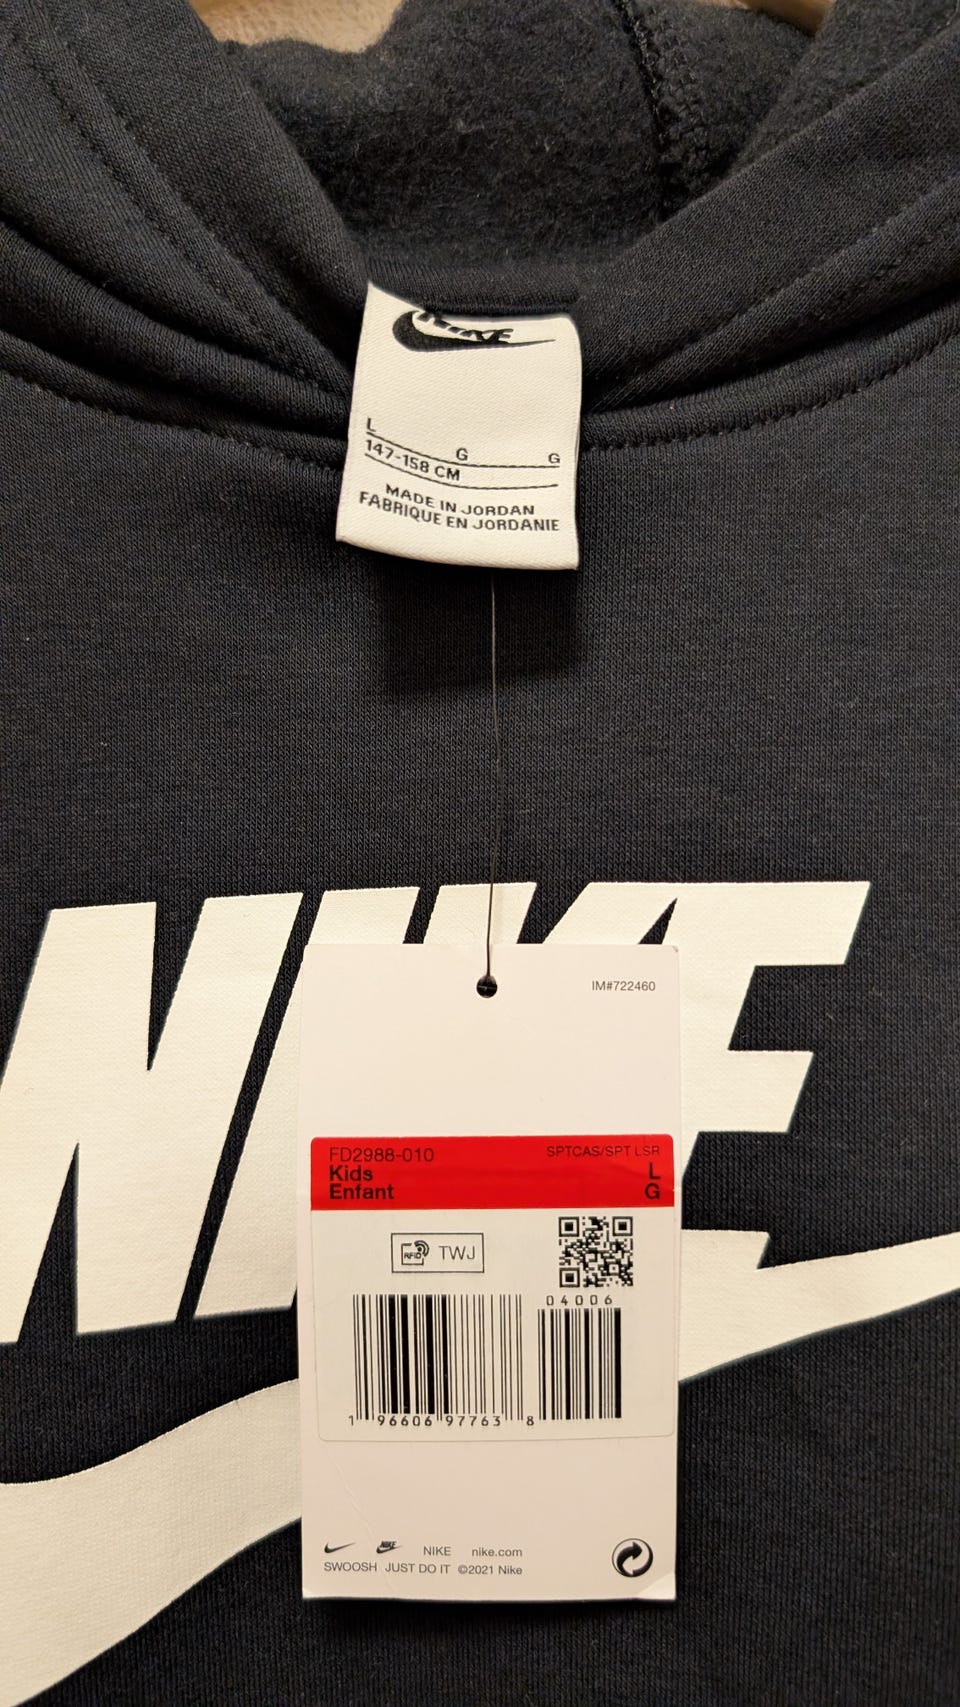 NIKE
L G G
147-158 CM
MADE IN JORDAN
FABRIQUE EN JORDANIE
NIKE
IM#722460
FD2988-010 SPTCAS/SPT LSR
Kids L
Enfant G
RFID TWJ
04006
1 96606 97763 8
NIKE NIKE nike.com
SWOOSH JUST DO IT ©2021 Nike